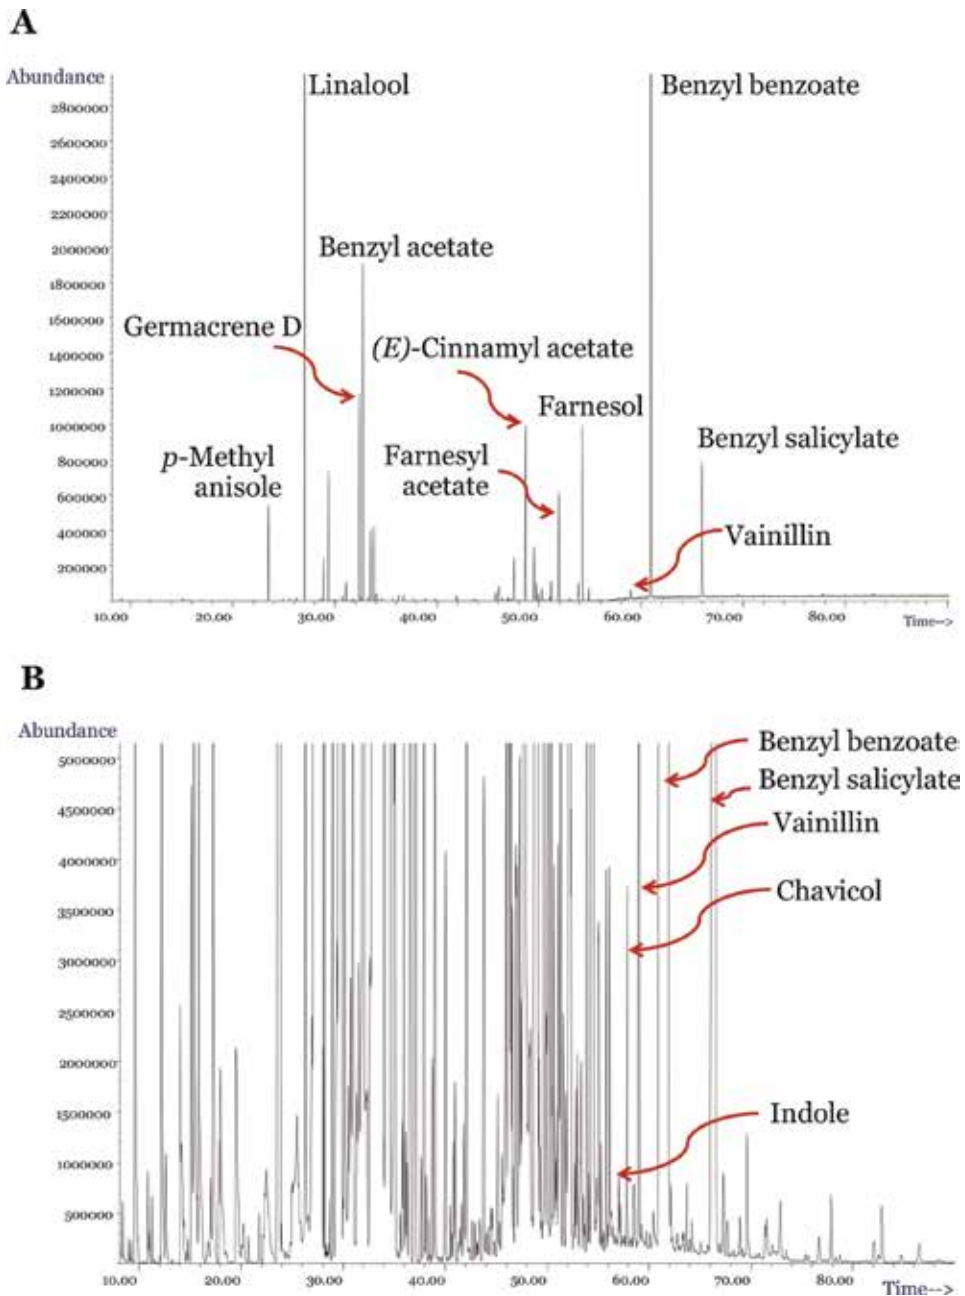 A
Abundance
Linalool
Benzyl benzoate
2800000
2600000
2400000
2200000
2000000
Benzyl acetate
1800000
1600000
Germacrene D
(E)-Cinnamyl acetate
1400000
1200000
Farnesol
1000000
Benzyl salicylate
800000
p-Methyl
anisole
Farnesyl
acetate
600000
Vainillin
400000
200000
10.00 20.00 30.00 40.00 50.00 60.00 70.00 80.00
Time-->
B
Abundance
Benzyl benzoate
5000000
Benzyl salicylate
4500000
Vainillin
4000000
Chavicol
3500000
3000000
2500000
2000000
1500000
Indole
1000000
500000
10.00 20.00 30.00 40.00 50.00 60.00 70.00 80.00
Time-->